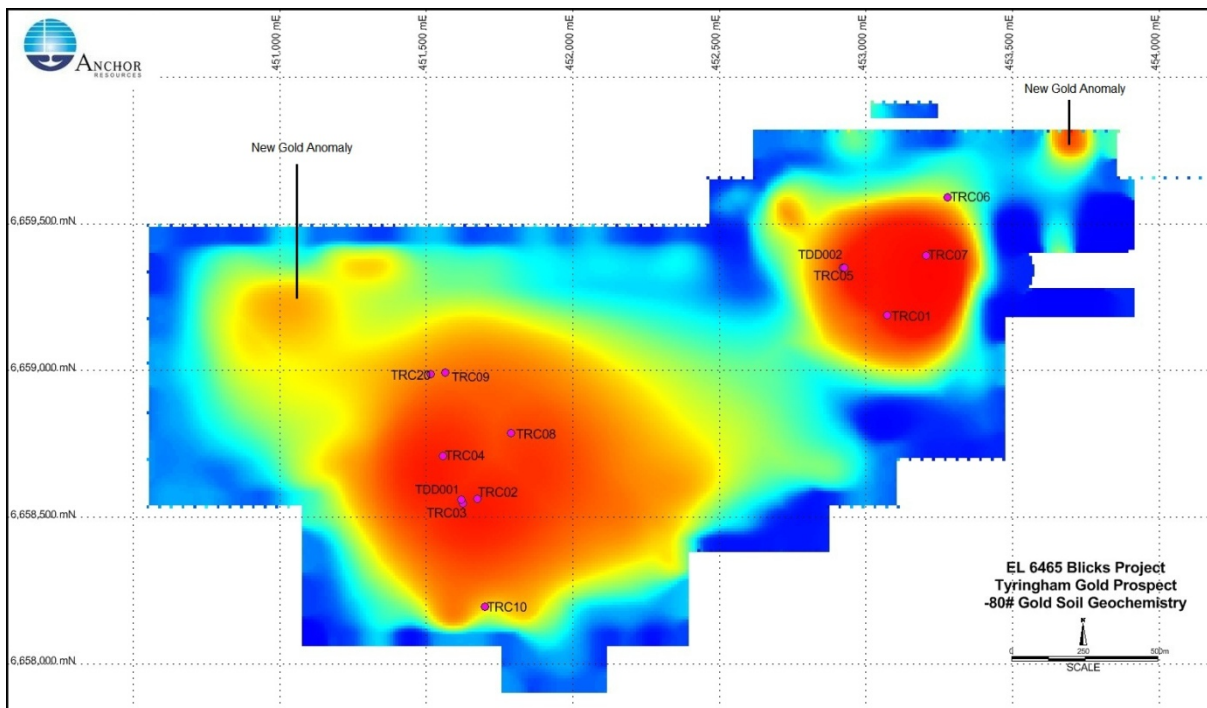 ANCHOR
RESOURCES
451,000 mE
451,500 mE
452,000 mE
452,500 mE
453,000 mE
453,500 mE
454,000 mE
New Gold Anomaly
New Gold Anomaly
6,659,500 mN
6,659,000 mN
6,658,500 mN
6,658,000 mN
TRC06
TDD002
TRC07
TRC05
TRC01
TRC20
TRC09
TRC08
TRC04
TDD001
TRC02
TRC03
TRC10
EL 6465 Blicks Project
Tyringham Gold Prospect
-80# Gold Soil Geochemistry
N
0 250 500m
SCALE